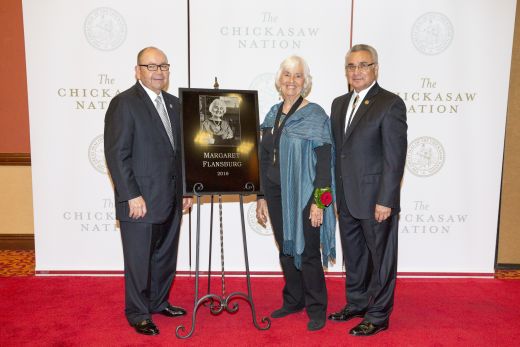 The
CHICKASAW
NATION
The
CHICKASAW
NATION
The
CHICKASAW
NATION
MARGARET
FLANSBURG
2016
The
CHICKASAW
NATION
The
CHICKASAW
NATION